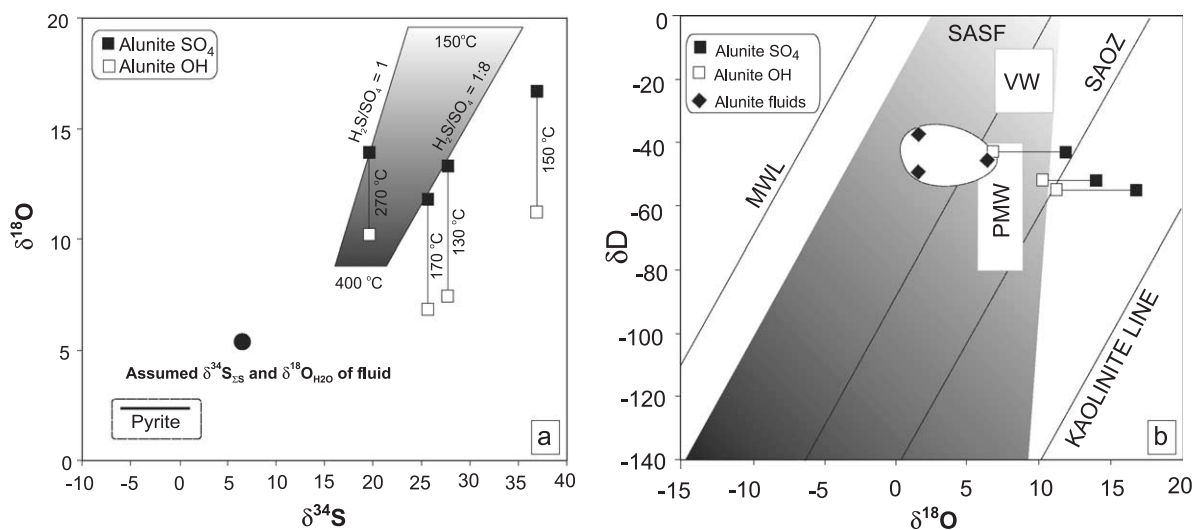 20
15
10
5
0
δ¹⁸O
Alunite SO₄
Alunite OH
150°C
H₂S/SO₄ = 1
H₂S/SO₄ = 1:8
270 °C
400 °C
170 °C
130 °C
150 °C
Assumed δ³⁴S_ΣS and δ¹⁸O_H2O of fluid
Pyrite
a
-10 -5 0 5 10 15 20 25 30 35 40
δ³⁴S
0
-20
-40
-60
-80
-100
-120
-140
δD
Alunite SO₄
Alunite OH
Alunite fluids
SASF
VW
SAOZ
MWL
PMW
KAOLINITE LINE
b
-15 -10 -5 0 5 10 15 20
δ¹⁸O